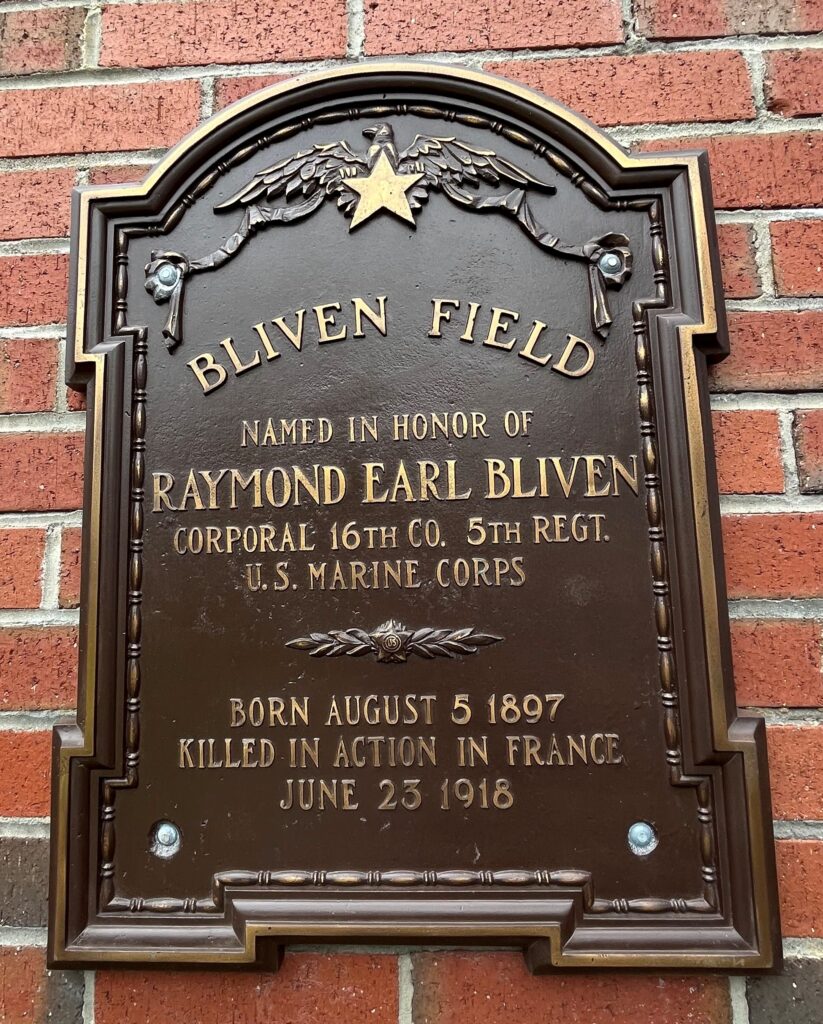 BLIVEN FIELD
NAMED IN HONOR OF
RAYMOND EARL BLIVEN
CORPORAL 16TH CO. 5TH REGT.
U.S. MARINE CORPS
BORN AUGUST 5 1897
KILLED IN ACTION IN FRANCE
JUNE 23 1918